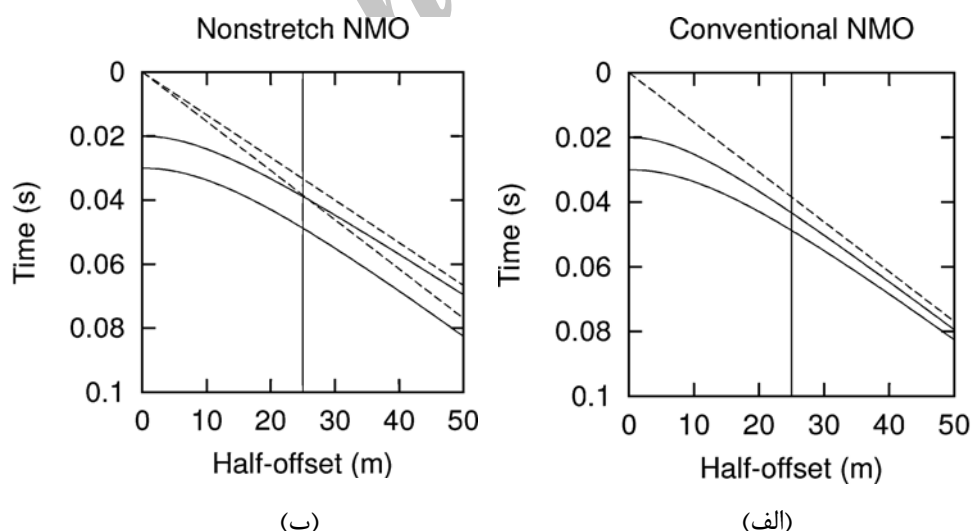 Nonstretch NMO
0
0.02
0.04
0.06
0.08
0.1
Time (s)
0 10 20 30 40 50
Half-offset (m)
(ب)
Conventional NMO
0
0.02
0.04
0.06
0.08
0.1
Time (s)
0 10 20 30 40 50
Half-offset (m)
(الف)